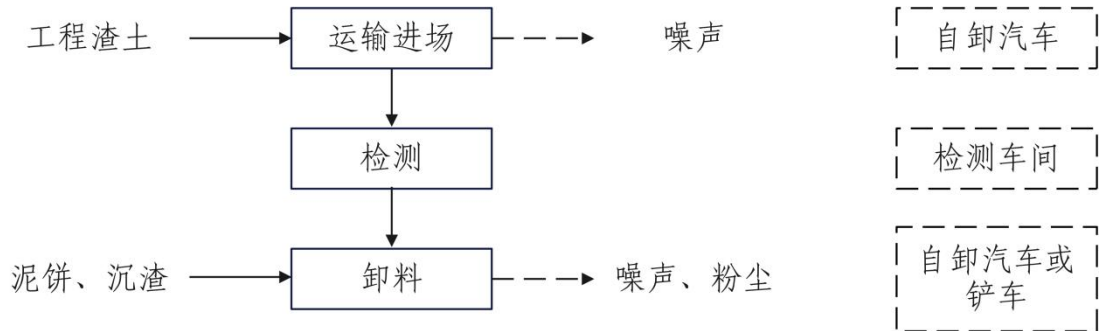 工程渣土 运输进场 噪声 自卸汽车
检测 检测车间
泥饼、沉渣 卸料 噪声、粉尘 自卸汽车或
铲车